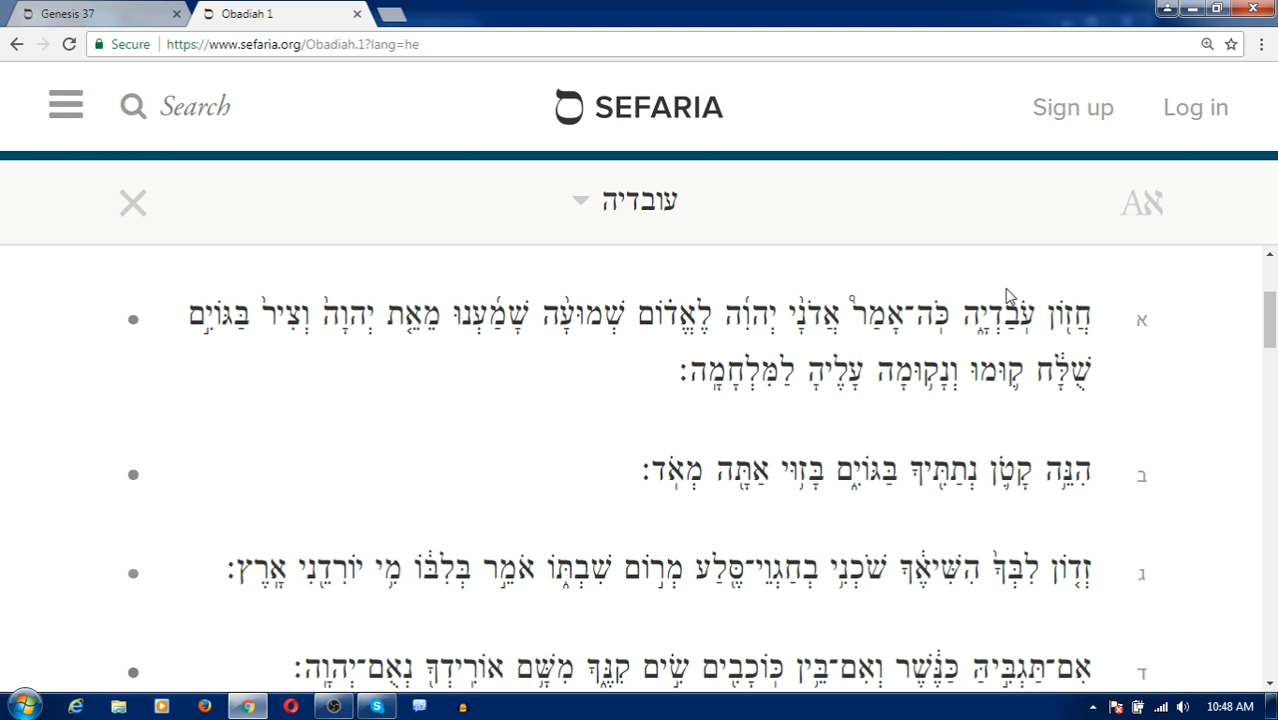 Genesis 37
Obadiah 1
Secure
https://www.sefaria.org/Obadiah.1?lang=he
Search
SEFARIA
Sign up
Log in
עובדיה
Aא
א
חֲז֖וֹן עֹֽבַדְיָ֑ה כֹּֽה־אָמַר֩ אֲדֹנָ֨י יְהוִ֜ה לֶאֱד֗וֹם שְׁמוּעָ֨ה שָׁמַ֜עְנוּ מֵאֵ֤ת יְהוָה֙ וְצִיר֙ בַּגּוֹיִ֣ם
שֻׁלָּ֔ח ק֛וּמוּ וְנָק֥וּמָה עָלֶ֖יהָ לַמִּלְחָמָֽה׃
ב
הִנֵּ֥ה קָטֹ֛ן נְתַתִּ֖יךָ בַּגּוֹיִ֑ם בָּז֥וּי אַתָּ֖ה מְאֹֽד׃
ג
זְד֤וֹן לִבְּךָ֙ הִשִּׁיאֶ֔ךָ שֹׁכְנִ֥י בְחַגְוֵי־סֶּ֖לַע מְר֣וֹם שִׁבְתּ֑וֹ אֹמֵ֣ר בְּלִבּ֔וֹ מִ֥י יוֹרִדֵ֖נִי אָֽרֶץ׃
ד
אִם־תַּגְבִּ֣יהַּ כַּנֶּ֔שֶׁר וְאִם־בֵּ֥ין כּֽוֹכָבִ֖ים שִׂ֣ים קִנֶּ֑ךָ מִשָּׁ֥ם אוֹרִֽידְךָ֖ נְאֻם־יְהוָֽה׃
10:48 AM